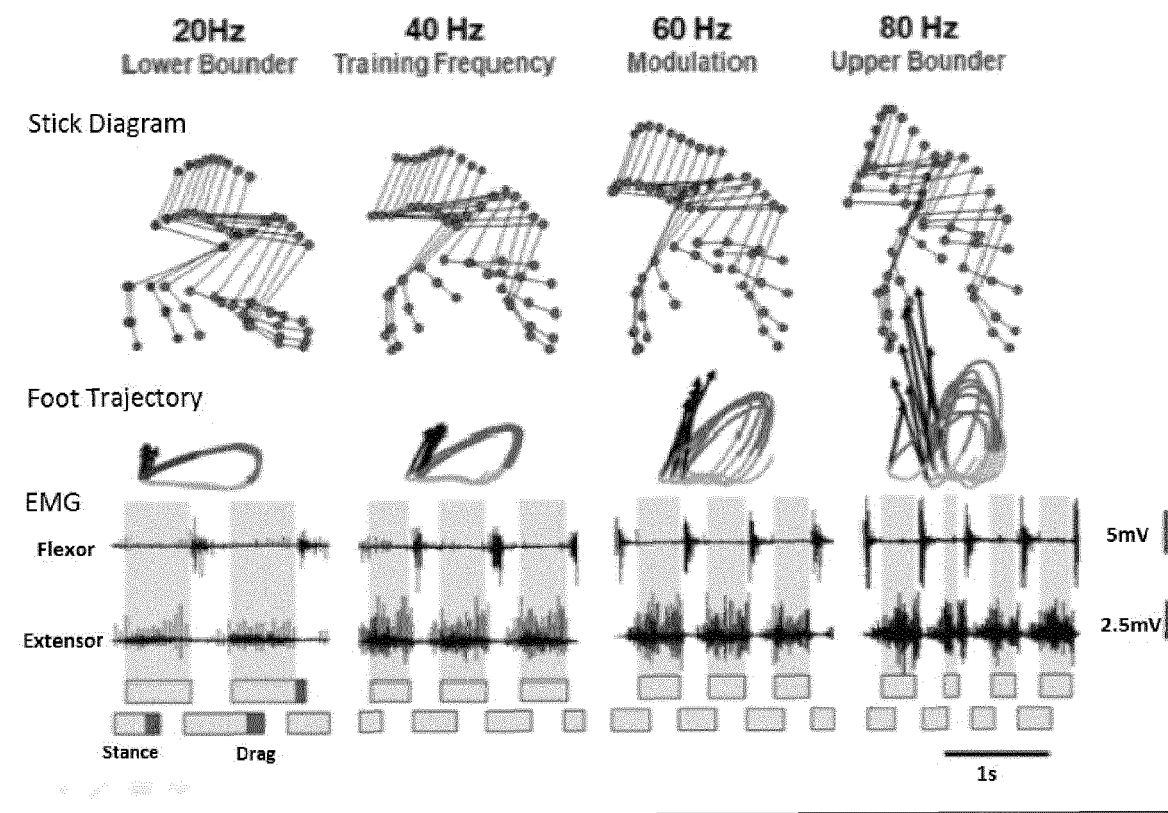 20Hz 40 Hz 60 Hz 80 Hz
Lower Bounder Training Frequency Modulation Upper Bounder
Stick Diagram
Foot Trajectory
EMG
Flexor 5mV
Extensor 2.5mV
Stance Drag
1s